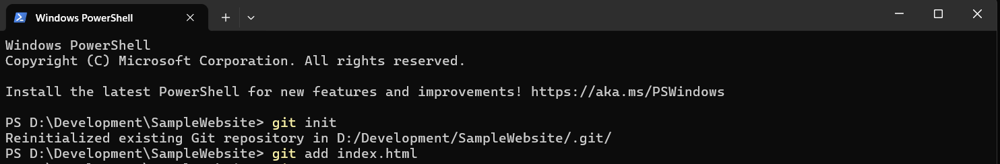 Windows PowerShell
Windows PowerShell
Copyright (C) Microsoft Corporation. All rights reserved.
Install the latest PowerShell for new features and improvements! https://aka.ms/PSWindows
PS D:\Development\SampleWebsite> git init
Reinitialized existing Git repository in D:/Development/SampleWebsite/.git/
PS D:\Development\SampleWebsite> git add index.html